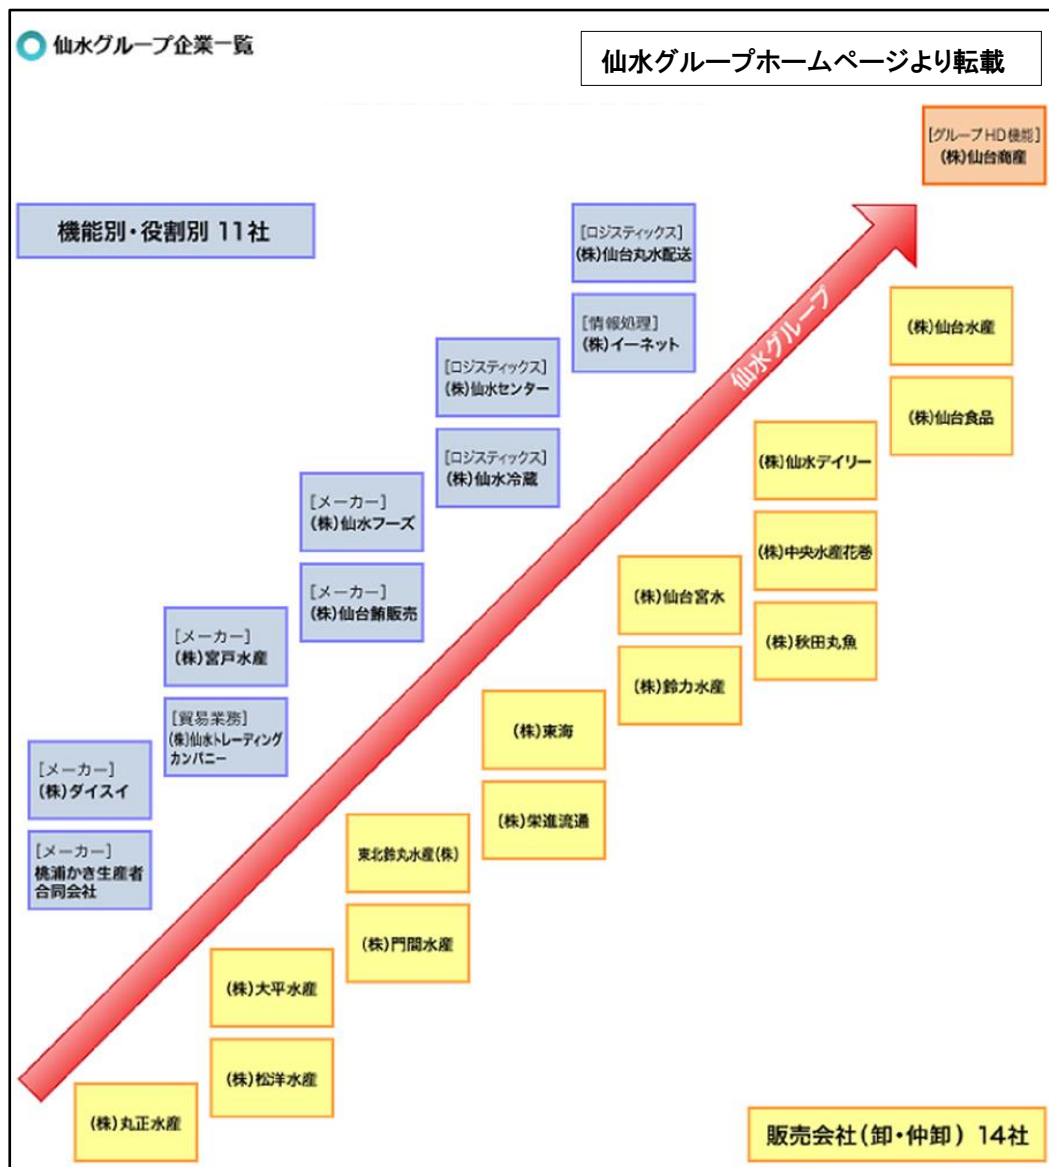 仙水グループ企業一覧
仙水グループホームページより転載
[グループHD機能]
(株)仙台商産
機能別・役割別 11社
[ロジスティックス]
(株)仙台丸水配送
[情報処理]
(株)イーネット
[ロジスティックス]
(株)仙水センター
[ロジスティックス]
(株)仙水冷蔵
[メーカー]
(株)仙水フーズ
[メーカー]
(株)仙台鮪販売
[メーカー]
(株)宮戸水産
[貿易業務]
(株)仙水トレーディング
カンパニー
[メーカー]
(株)ダイスイ
[メーカー]
桃浦かき生産者
合同会社
仙水グループ
(株)仙台水産
(株)仙台食品
(株)仙水デイリー
(株)中央水産花巻
(株)秋田丸魚
(株)仙台宮水
(株)鈴力水産
(株)東海
(株)栄進流通
東北鈴丸水産(株)
(株)門間水産
(株)大平水産
(株)松洋水産
(株)丸正水産
販売会社(卸・仲卸) 14社